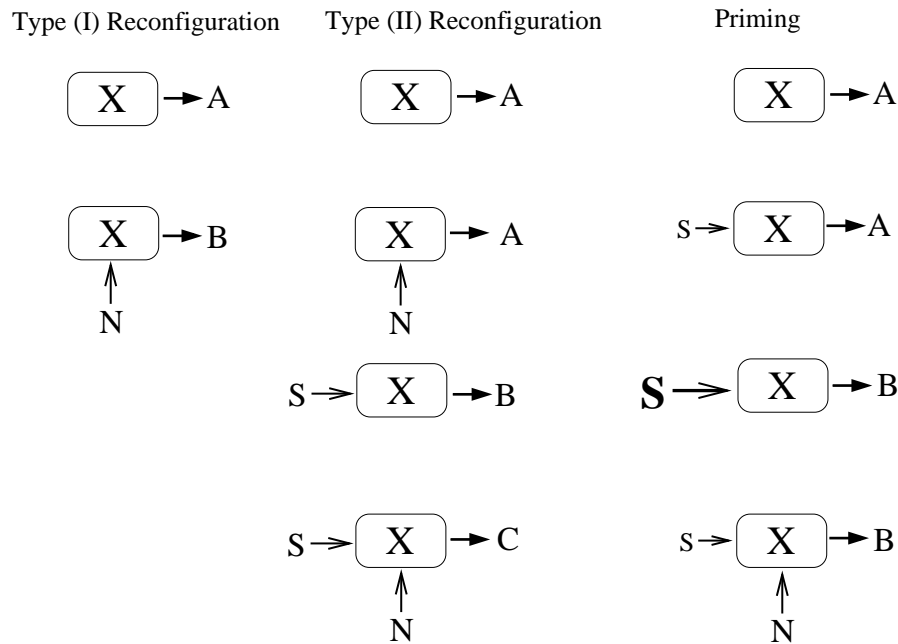 Type (I) Reconfiguration
Type (II) Reconfiguration
Priming
X A
X A
X A
X B
N
X A
N
S X A
S X B
S X B
S X C
N
S X B
N